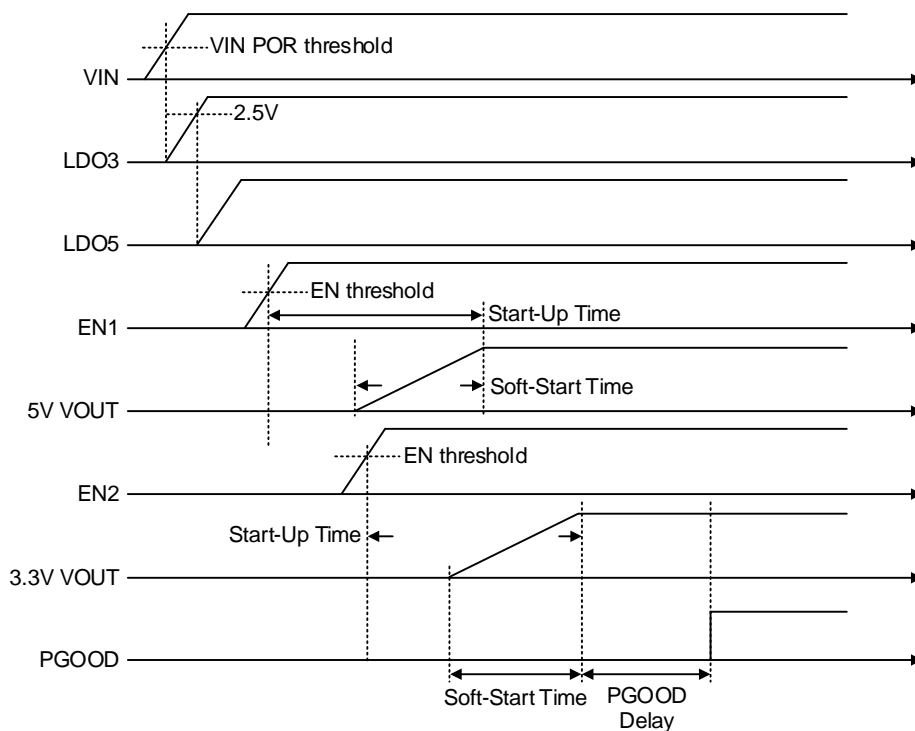 VIN POR threshold
VIN
2.5V
LDO3
LDO5
EN threshold
Start-Up Time
EN1
Soft-Start Time
5V VOUT
EN threshold
EN2
Start-Up Time
3.3V VOUT
PGOOD
Soft-Start Time
PGOOD
Delay